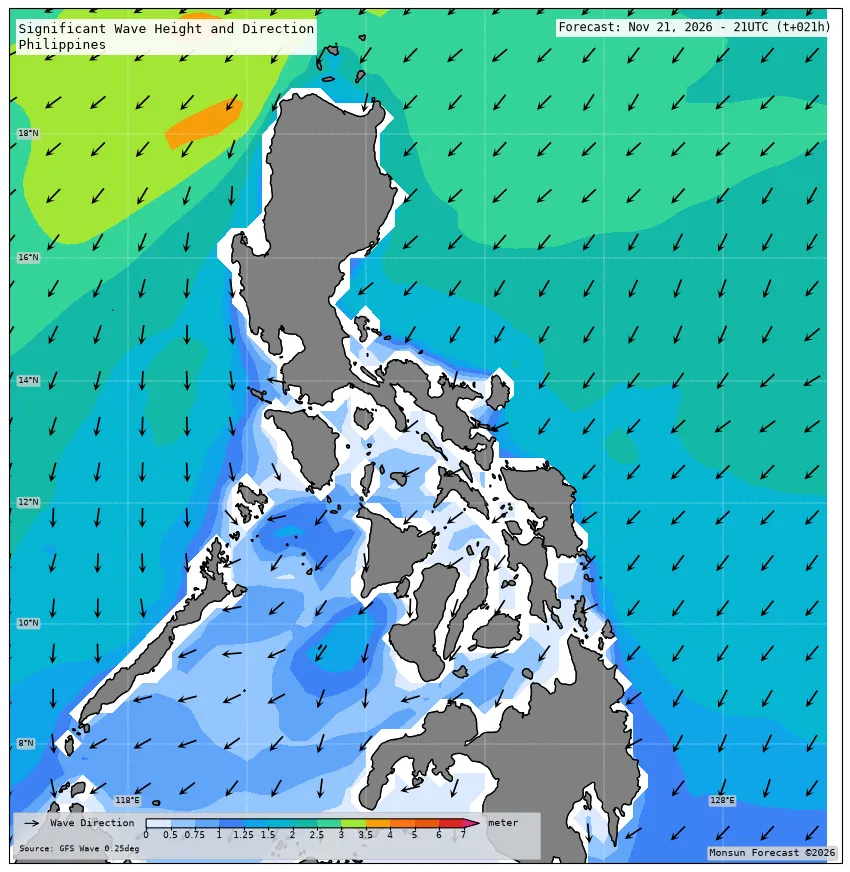 Significant Wave Height and Direction
Philippines
Forecast: Nov 21, 2026 - 21UTC (t+021h)
18°N
16°N
14°N
12°N
10°N
8°N
118°E
128°E
Wave Direction
0 0.5 0.75 1 1.25 1.5 2 2.5 3 3.5 4 5 6 7
meter
Source: GFS Wave 0.25deg
Monsun Forecast ©2026